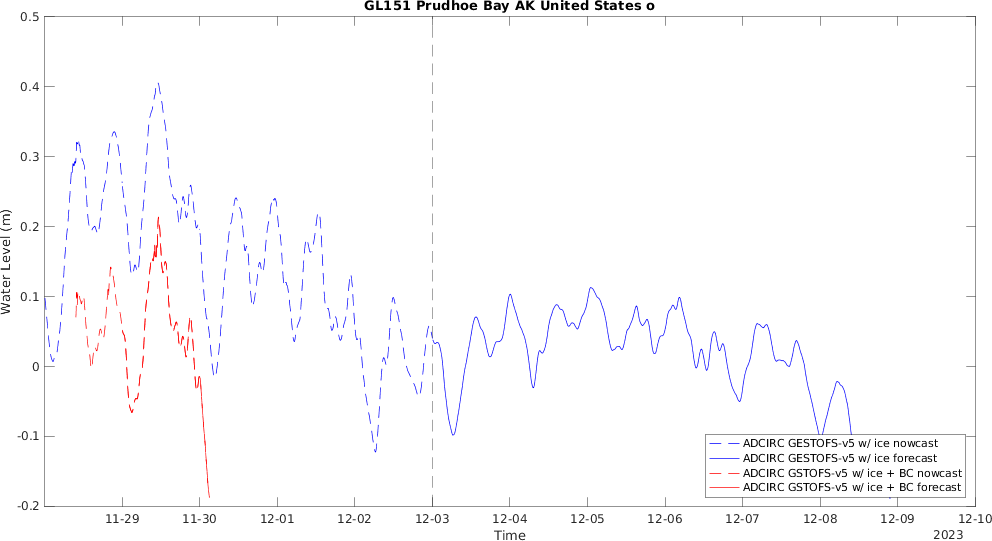 GL151 Prudhoe Bay AK United States o
0.5
0.4
0.3
0.2
0.1
0
-0.1
-0.2
Water Level (m)
11-29 11-30 12-01 12-02 12-03 12-04 12-05 12-06 12-07 12-08 12-09 12-10
Time
2023
ADCIRC GESTOFS-v5 w/ ice nowcast
ADCIRC GESTOFS-v5 w/ ice forecast
ADCIRC GSTOFS-v5 w/ ice + BC nowcast
ADCIRC GSTOFS-v5 w/ ice + BC forecast